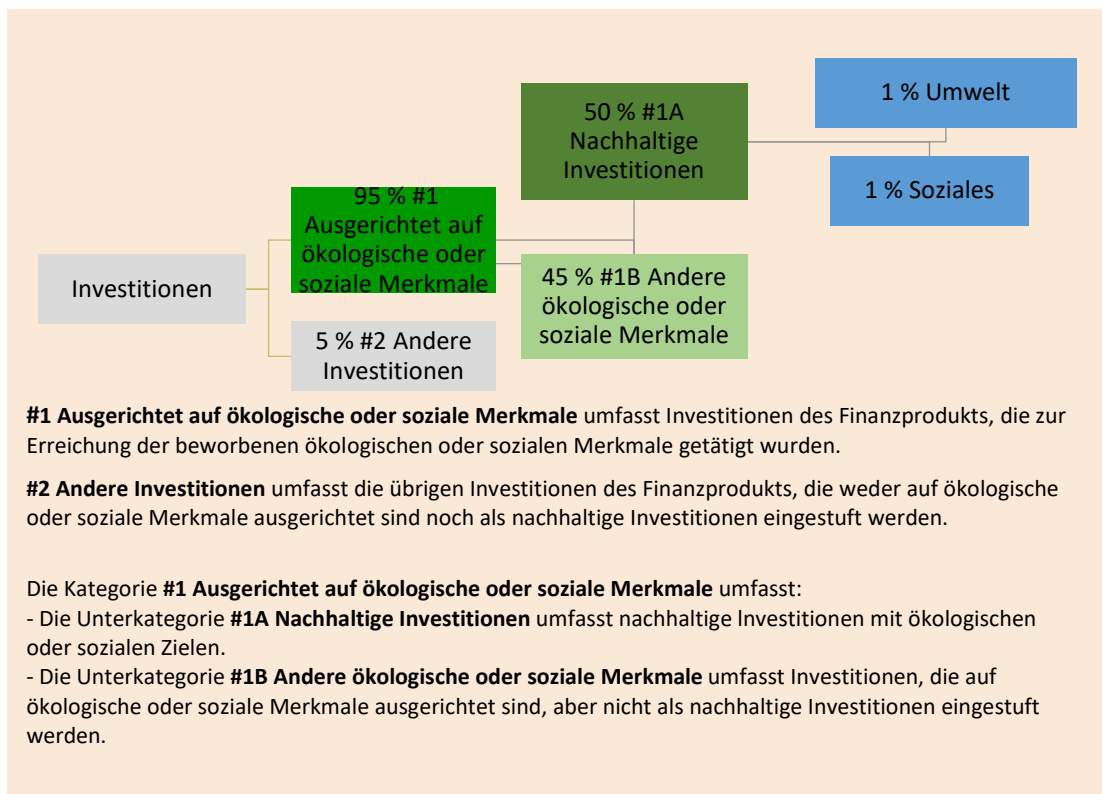 Investitionen
95 % #1
Ausgerichtet auf
ökologische oder
soziale Merkmale
5 % #2 Andere
Investitionen
50 % #1A
Nachhaltige
Investitionen
45 % #1B Andere
ökologische oder
soziale Merkmale
1 % Umwelt
1 % Soziales
#1 Ausgerichtet auf ökologische oder soziale Merkmale umfasst Investitionen des Finanzprodukts, die zur
Erreichung der beworbenen ökologischen oder sozialen Merkmale getätigt wurden.
#2 Andere Investitionen umfasst die übrigen Investitionen des Finanzprodukts, die weder auf ökologische
oder soziale Merkmale ausgerichtet sind noch als nachhaltige Investitionen eingestuft werden.
Die Kategorie #1 Ausgerichtet auf ökologische oder soziale Merkmale umfasst:
- Die Unterkategorie #1A Nachhaltige Investitionen umfasst nachhaltige Investitionen mit ökologischen
oder sozialen Zielen.
- Die Unterkategorie #1B Andere ökologische oder soziale Merkmale umfasst Investitionen, die auf
ökologische oder soziale Merkmale ausgerichtet sind, aber nicht als nachhaltige Investitionen eingestuft
werden.